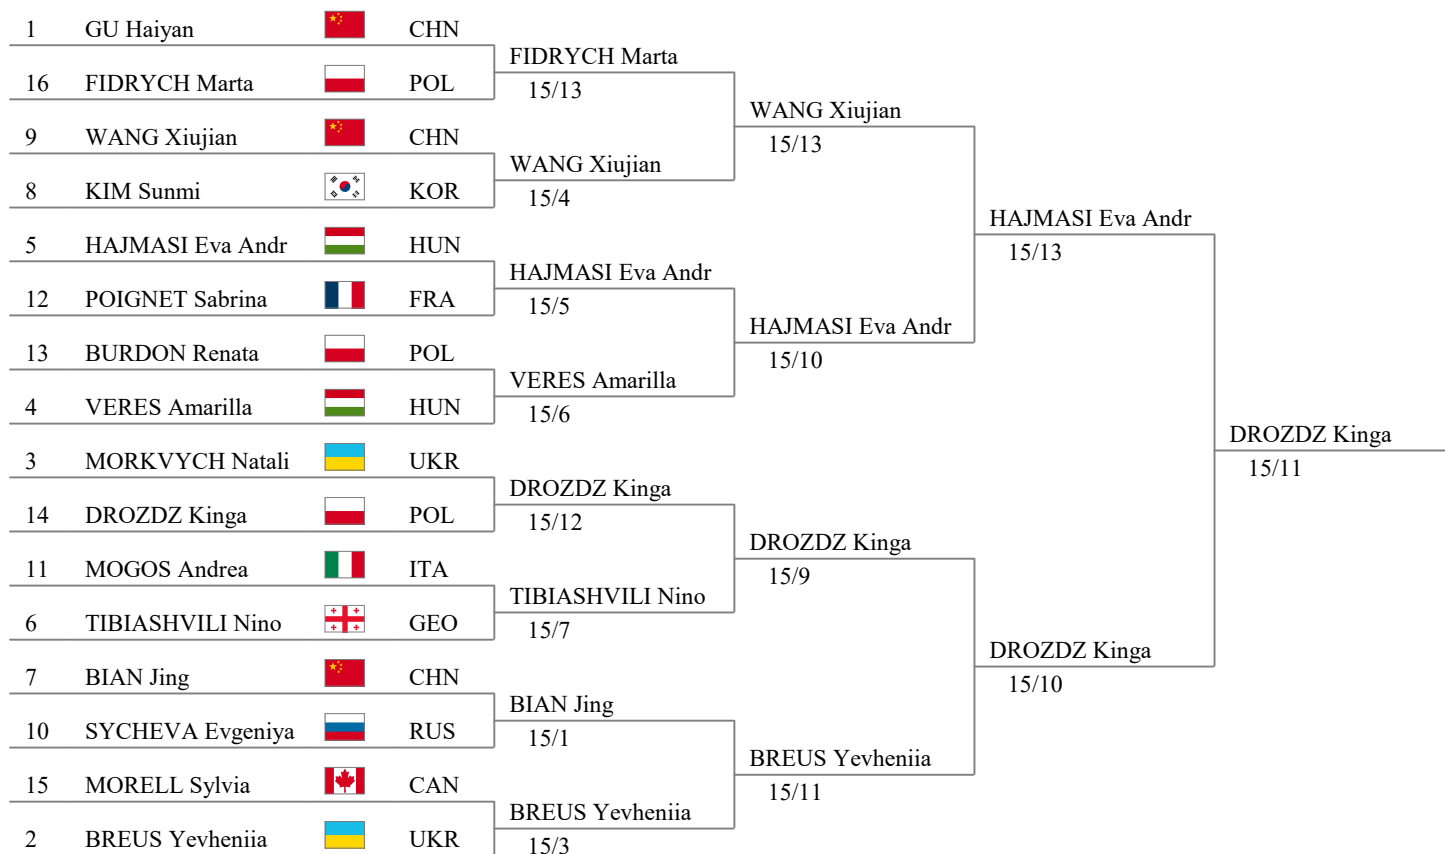 1 GU Haiyan CHN
16 FIDRYCH Marta POL
9 WANG Xiujian CHN
8 KIM Sunmi KOR
5 HAJMASI Eva Andr HUN
12 POIGNET Sabrina FRA
13 BURDON Renata POL
4 VERES Amarilla HUN
3 MORKVYCH Natali UKR
14 DROZDZ Kinga POL
11 MOGOS Andrea ITA
6 TIBIASHVILI Nino GEO
7 BIAN Jing CHN
10 SYCHEVA Evgeniya RUS
15 MORELL Sylvia CAN
2 BREUS Yevheniia UKR
FIDRYCH Marta
15/13
WANG Xiujian
15/4
HAJMASI Eva Andr
15/5
VERES Amarilla
15/6
DROZDZ Kinga
15/12
TIBIASHVILI Nino
15/7
BIAN Jing
15/1
BREUS Yevheniia
15/3
WANG Xiujian
15/13
HAJMASI Eva Andr
15/10
DROZDZ Kinga
15/9
BREUS Yevheniia
15/11
HAJMASI Eva Andr
15/13
DROZDZ Kinga
15/10
DROZDZ Kinga
15/11